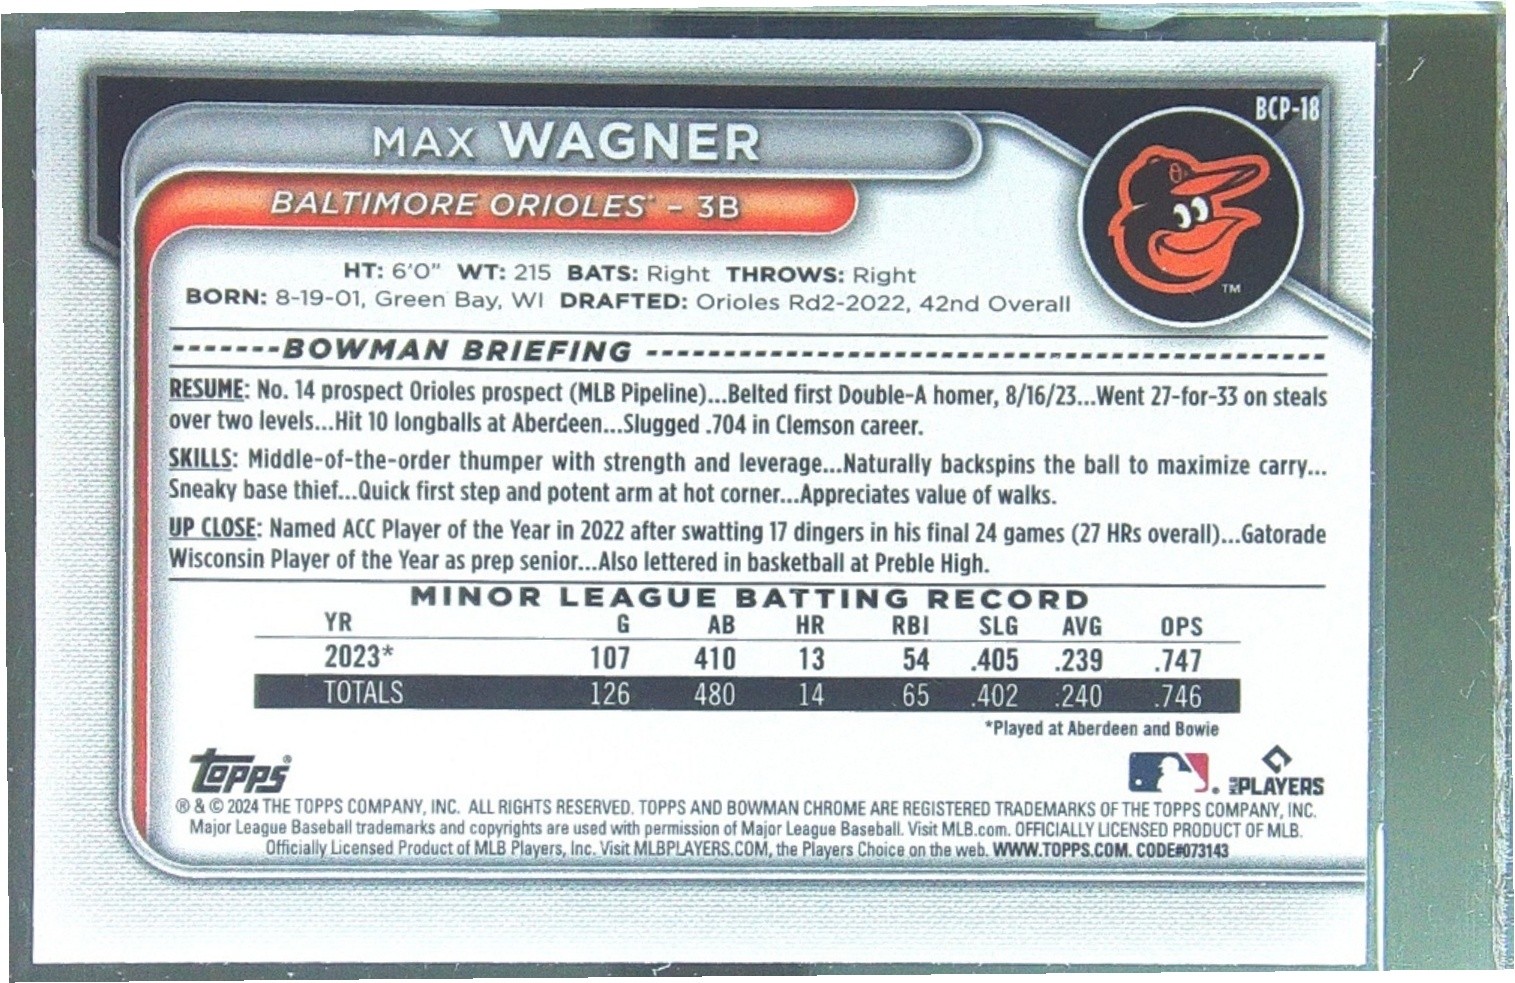 BCP-18
MAX WAGNER
BALTIMORE ORIOLES - 3B
TM
HT: 6'0" WT: 215 BATS: Right THROWS: Right
BORN: 8-19-01, Green Bay, WI DRAFTED: Orioles Rd2-2022, 42nd Overall
-------BOWMAN BRIEFING -------
RESUME: No. 14 prospect Orioles prospect (MLB Pipeline)...Belted first Double-A homer, 8/16/23...Went 27-for-33 on steals
over two levels...Hit 10 longballs at Aberdeen...Slugged .704 in Clemson career.
SKILLS: Middle-of-the-order thumper with strength and leverage...Naturally backspins the ball to maximize carry...
Sneaky base thief...Quick first step and potent arm at hot corner...Appreciates value of walks.
UP CLOSE: Named ACC Player of the Year in 2022 after swatting 17 dingers in his final 24 games (27 HRs overall)...Gatorade
Wisconsin Player of the Year as prep senior...Also lettered in basketball at Preble High.
MINOR LEAGUE BATTING RECORD
YR G AB HR RBI SLG AVG OPS
2023* 107 410 13 54 .405 .239 .747
TOTALS 126 480 14 65 .402 .240 .746
*Played at Aberdeen and Bowie
Topps®
MLB PLAYERS
® & © 2024 THE TOPPS COMPANY, INC. ALL RIGHTS RESERVED. TOPPS AND BOWMAN CHROME ARE REGISTERED TRADEMARKS OF THE TOPPS COMPANY, INC.
Major League Baseball trademarks and copyrights are used with permission of Major League Baseball. Visit MLB.com. OFFICIALLY LICENSED PRODUCT OF MLB.
Officially Licensed Product of MLB Players, Inc. Visit MLBPLAYERS.COM, the Players Choice on the web. WWW.TOPPS.COM. CODE#073143